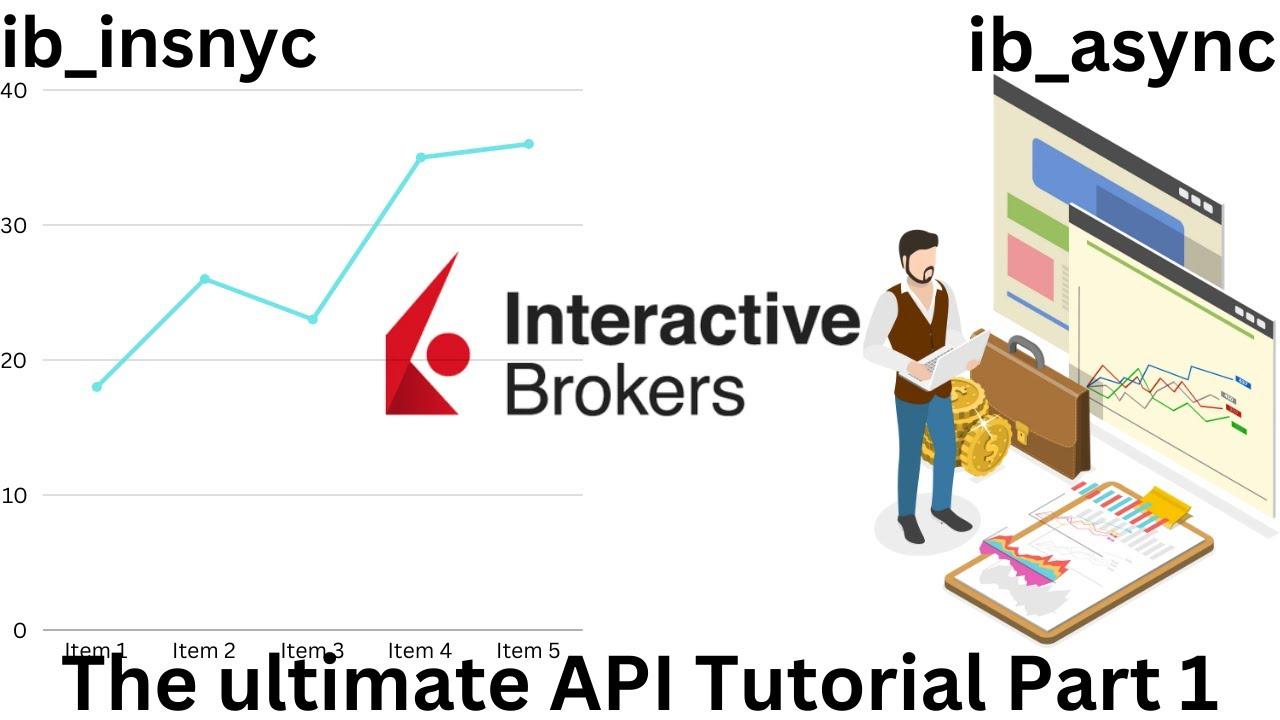 ib_insnyc
ib_async
40
30
20
10
0
Interactive
Brokers
Item 1
Item 2
Item 3
Item 4
Item 5
The ultimate API Tutorial Part 1